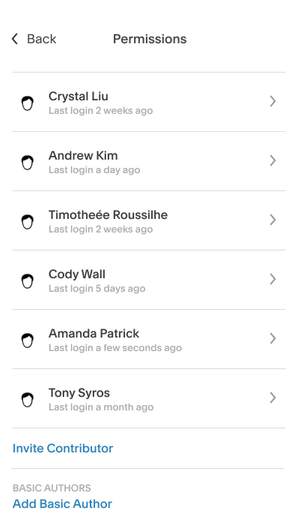 Back
Permissions
Crystal Liu
Last login 2 weeks ago
Andrew Kim
Last login a day ago
Timotheée Roussilhe
Last login 2 weeks ago
Cody Wall
Last login 5 days ago
Amanda Patrick
Last login a few seconds ago
Tony Syros
Last login a month ago
Invite Contributor
BASIC AUTHORS
Add Basic Author